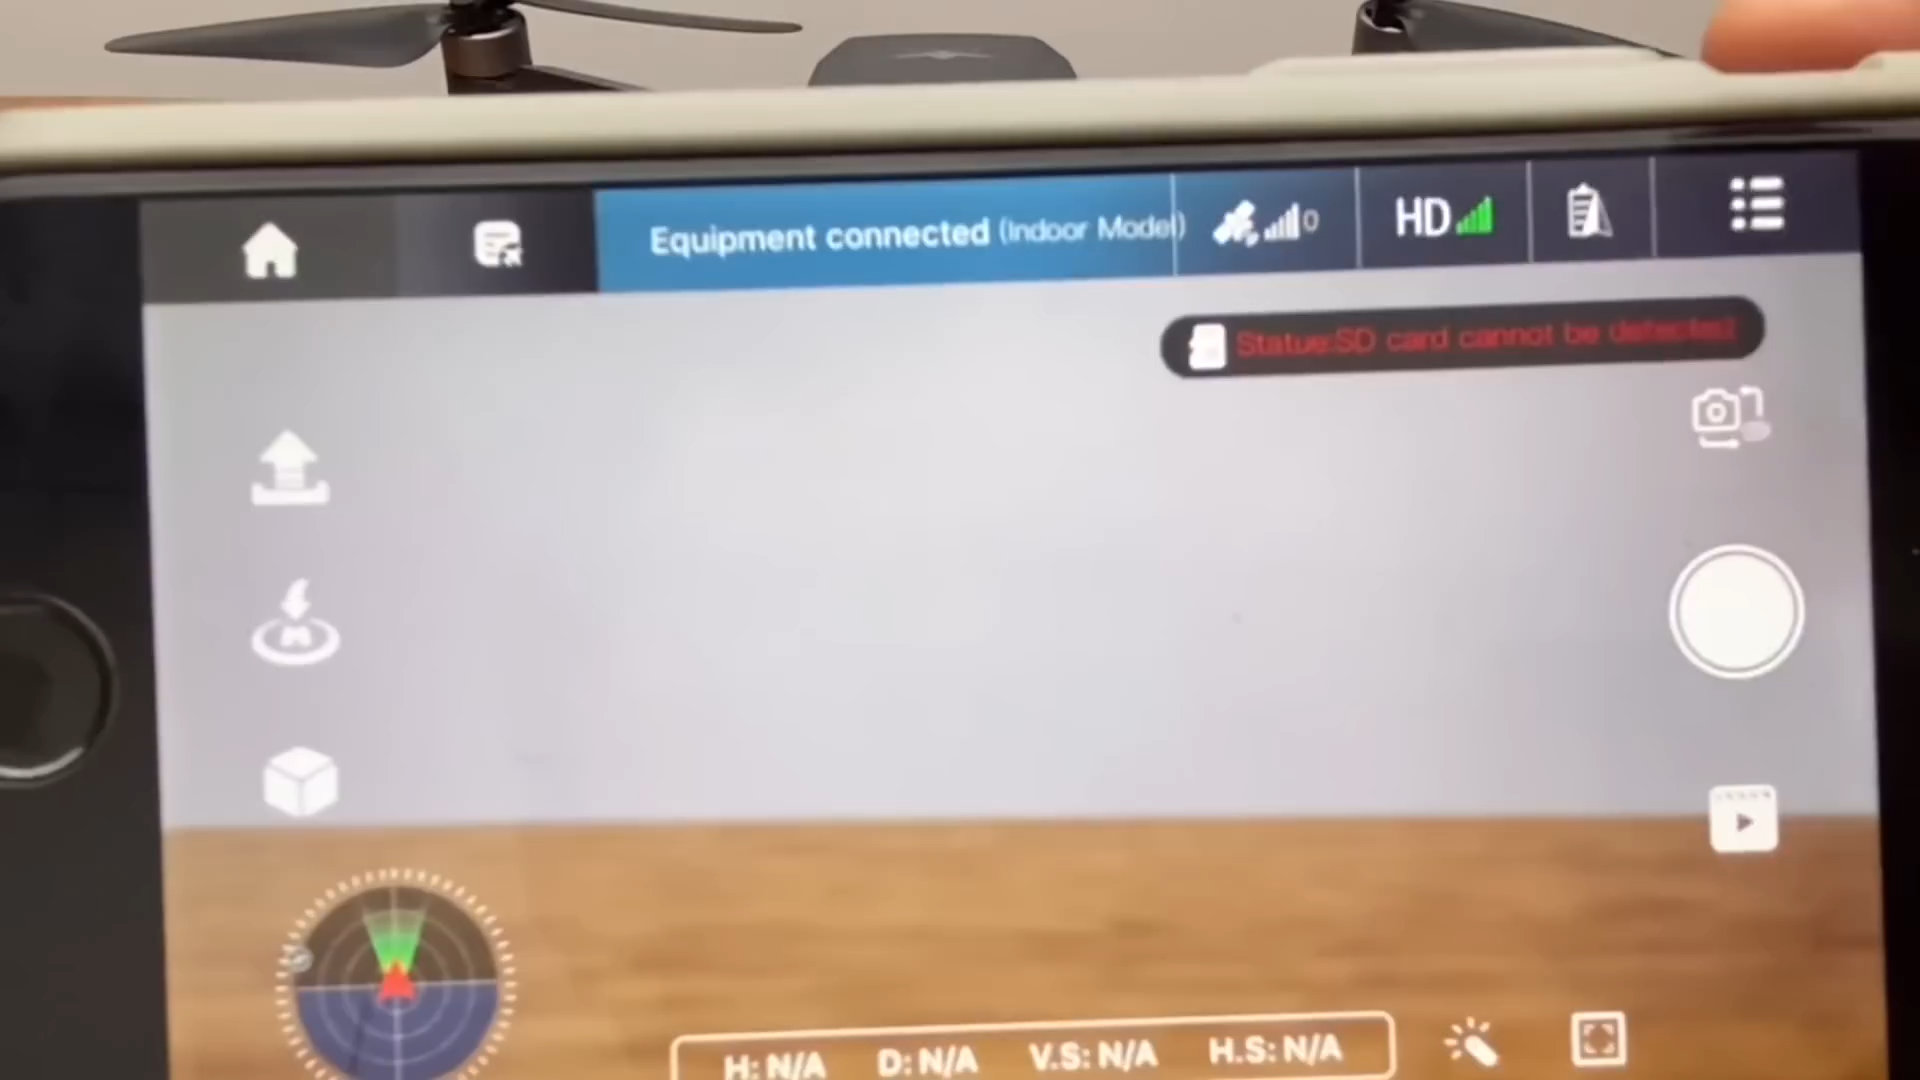 Equipment connected (Indoor Model)
0
HD
Statue:SD card cannot be detected
H: N/A D: N/A V.S: N/A H.S: N/A